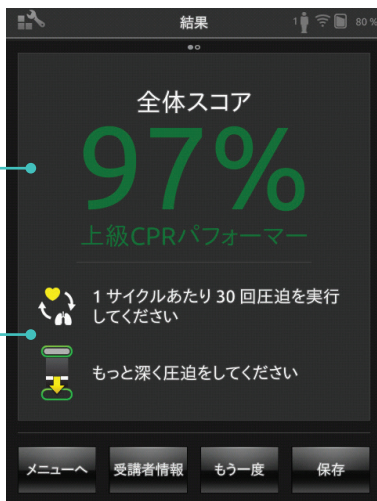 結果
1
80 %
全体スコア
97%
上級CPRパフォーマー
1 サイクルあたり 30 回圧迫を実行
してください
もっと深く圧迫をしてください
メニューへ
受講者情報
もう一度
保存